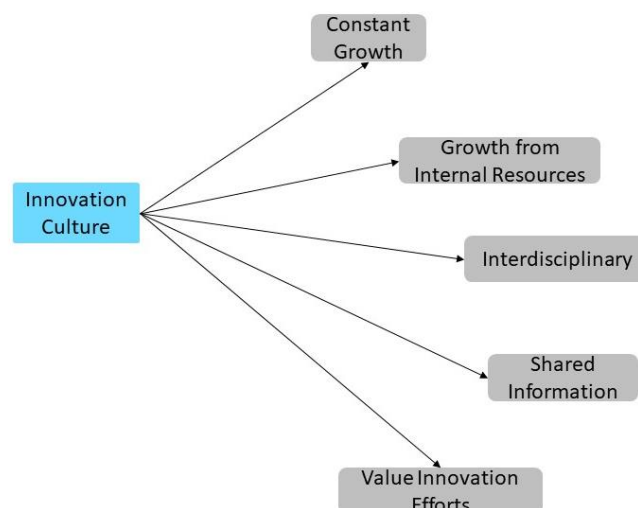 Constant
Growth
Growth from
Internal Resources
Innovation
Culture
Interdisciplinary
Shared
Information
Value Innovation
Efforts